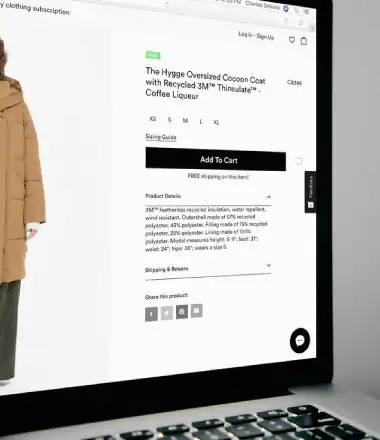 y clothing subscription
Log In · Sign Up
The Hygge Oversized Cocoon Coat
with Recycled 3M™ Thinsulate™ -
Coffee Liqueur
C$349
XS S M L XL
Sizing Guide
Add To Cart
FREE shipping on this item!
Feedback
Product Details
3M™ featherless recycled insulation, water repellent,
wind resistant. Outershell made of 57% recycled
polyester, 43% polyester. Filling made of 75% recycled
polyester, 25% polyester. Lining made of 100%
polyester. Model measures height: 5' 9"; bust: 31";
waist: 24"; hips: 35"; wears a size S.
Shipping & Returns
Share this product!